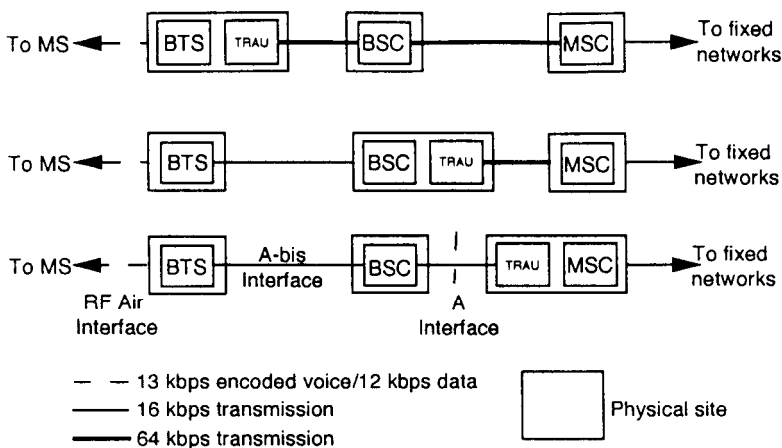 To MS BTS TRAU BSC MSC To fixed
networks
To MS BTS BSC TRAU MSC To fixed
networks
To MS BTS A-bis
Interface BSC TRAU MSC To fixed
networks
RF Air
Interface
A
Interface
13 kbps encoded voice/12 kbps data
16 kbps transmission
64 kbps transmission
Physical site